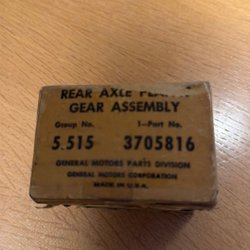 REAR AXLE
GEAR ASSEMBLY
Group No. 1-Part No.
5.515 3705816
GENERAL MOTORS PARTS DIVISION
GENERAL MOTORS CORPORATION
MADE IN U.S.A.